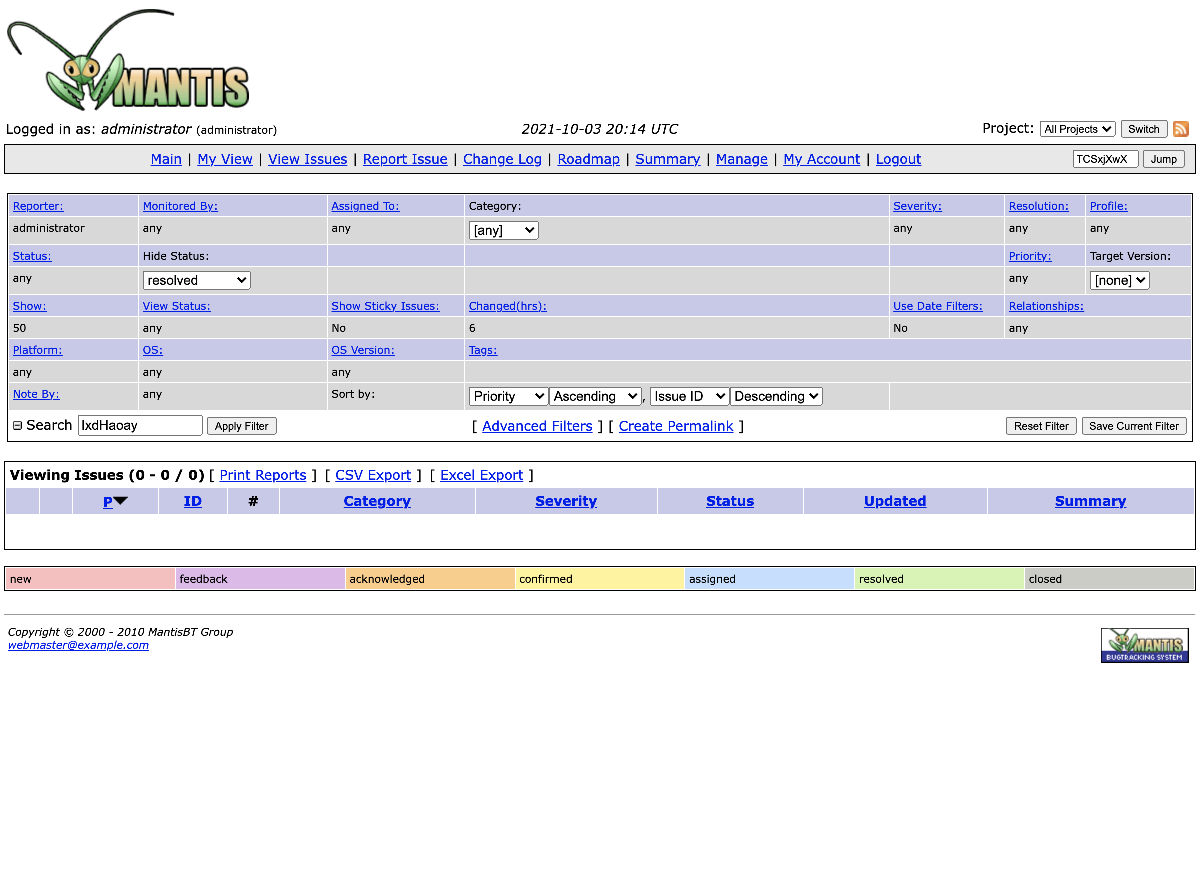 MANTIS
Logged in as: administrator (administrator)
2021-10-03 20:14 UTC
Project: All Projects Switch
Main | My View | View Issues | Report Issue | Change Log | Roadmap | Summary | Manage | My Account | Logout
TCSxjXwX Jump
Reporter: Monitored By: Assigned To: Category: Severity: Resolution: Profile:
administrator any any [any] any any any
Status: Hide Status: Priority: Target Version:
any resolved any [none]
Show: View Status: Show Sticky Issues: Changed(hrs): Use Date Filters: Relationships:
50 any No 6 No any
Platform: OS: OS Version: Tags:
any any any
Note By: any Sort by: Priority Ascending , Issue ID Descending
Search IxdHaoay Apply Filter [ Advanced Filters ] [ Create Permalink ] Reset Filter Save Current Filter
Viewing Issues (0 - 0 / 0) [ Print Reports ] [ CSV Export ] [ Excel Export ]
P ID # Category Severity Status Updated Summary
new feedback acknowledged confirmed assigned resolved closed
Copyright © 2000 - 2010 MantisBT Group
webmaster@example.com
MANTIS
BUGTRACKING SYSTEM